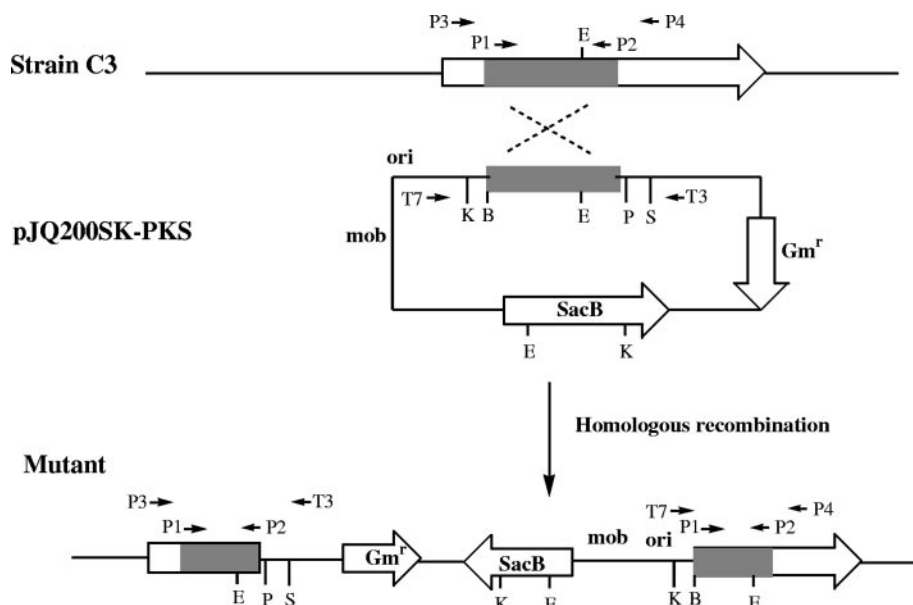 P3 P4
P1 E P2
Strain C3
ori
T7 K B E P S T3
pJQ200SK-PKS
mob
Gmʳ
SacB
E K
Homologous recombination
Mutant
P3 T3 T7 P4
P1 P2 mob ori P1 P2
Gmʳ SacB
E P S K E K B E